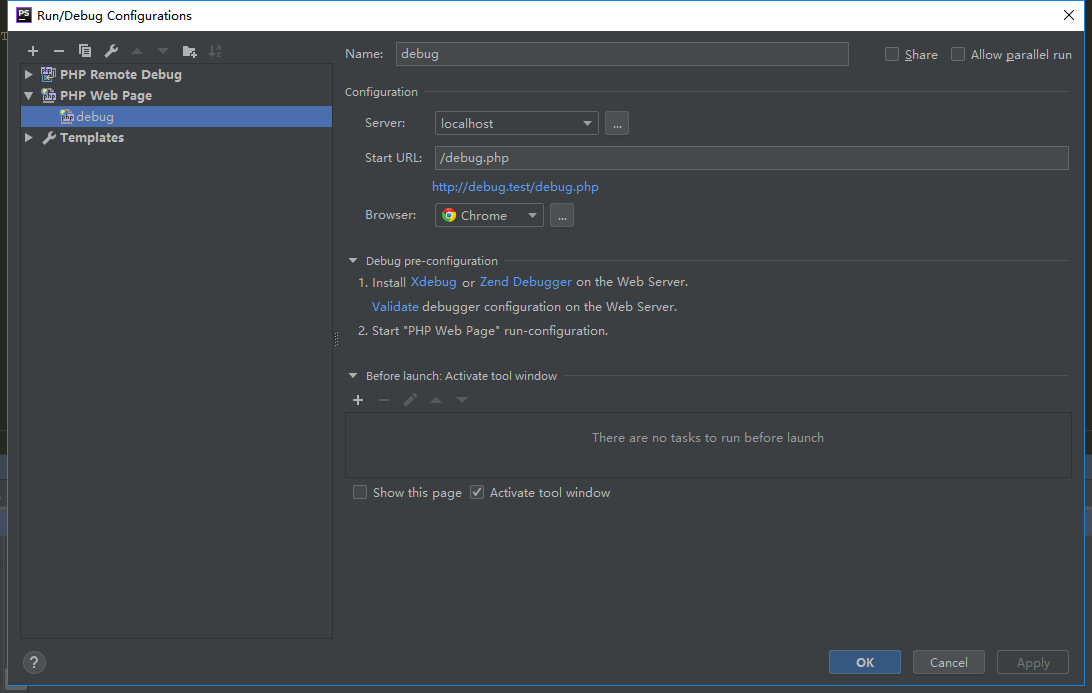 PS Run/Debug Configurations
Name: debug Share Allow parallel run
PHP Remote Debug
PHP Web Page
debug
Templates
Configuration
Server: localhost ...
Start URL: /debug.php
http://debug.test/debug.php
Browser: Chrome ...
Debug pre-configuration
1. Install Xdebug or Zend Debugger on the Web Server.
Validate debugger configuration on the Web Server.
2. Start "PHP Web Page" run-configuration.
Before launch: Activate tool window
There are no tasks to run before launch
Show this page Activate tool window
? OK Cancel Apply